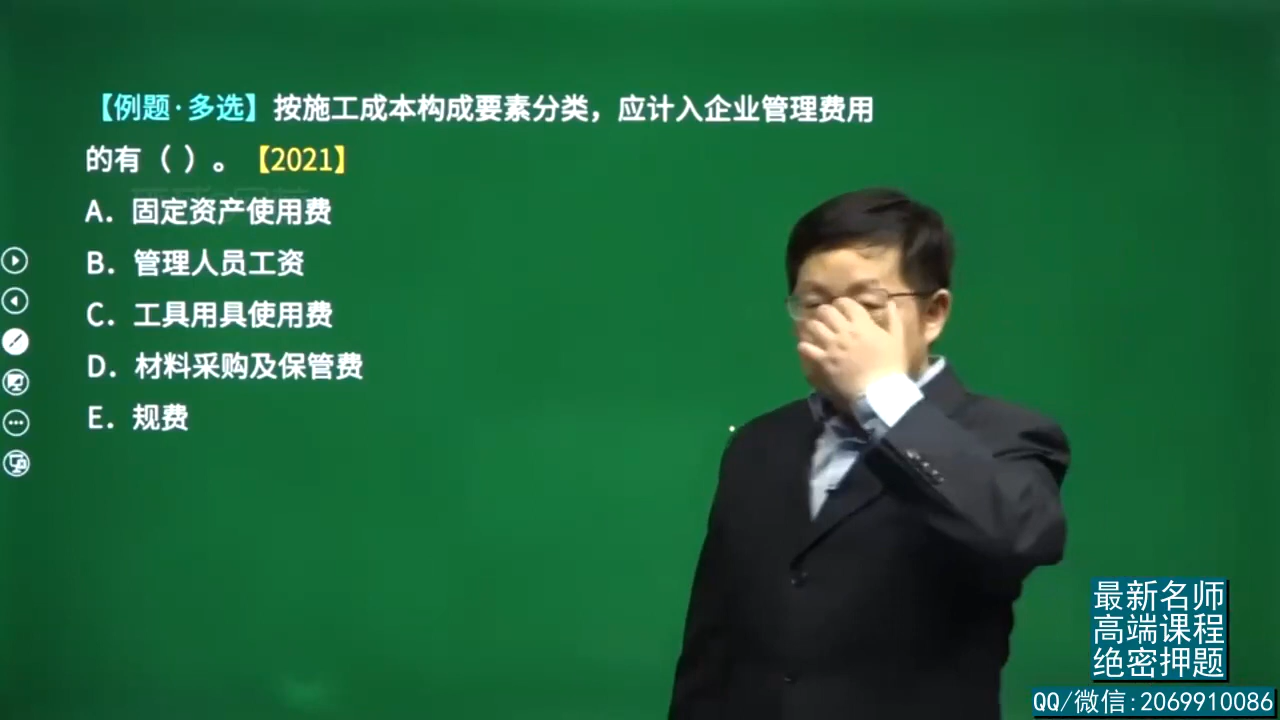 【例题·多选】按施工成本构成要素分类，应计入企业管理费用
的有（ ）。【2021】
A．固定资产使用费
B．管理人员工资
C．工具用具使用费
D．材料采购及保管费
E．规费
最新名师
高端课程
绝密押题
QQ/微信:2069910086